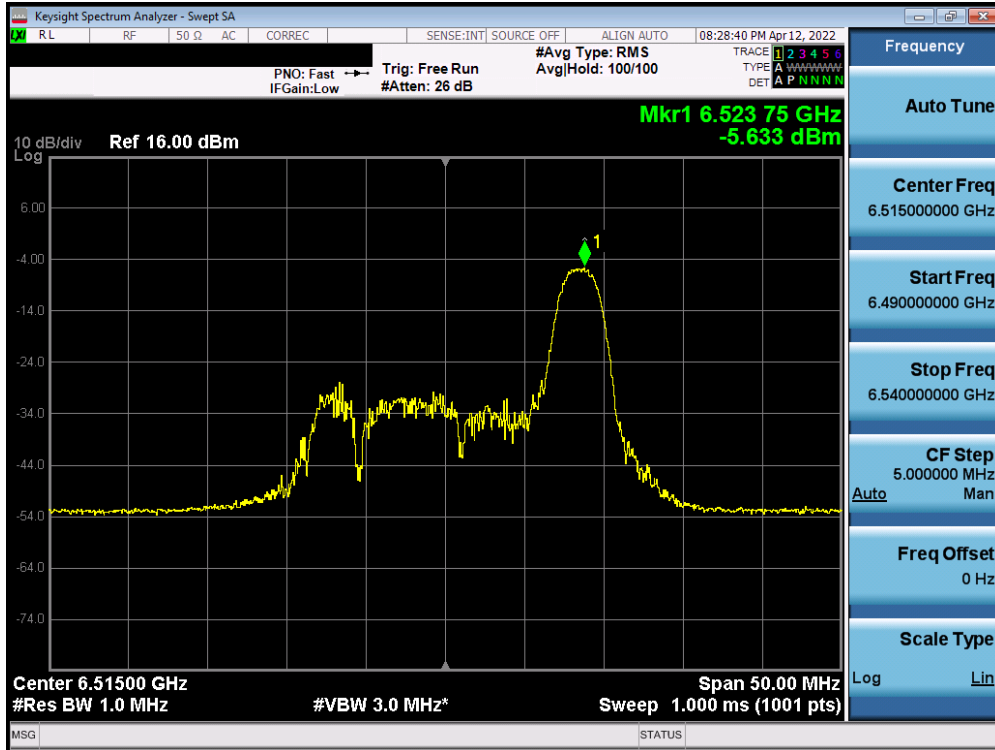 Keysight Spectrum Analyzer - Swept SA
LXI RL RF 50 Ω AC CORREC SENSE:INT SOURCE OFF ALIGN AUTO 08:28:40 PM Apr 12, 2022
#Avg Type: RMS TRACE 1 2 3 4 5 6
PNO: Fast Trig: Free Run Avg|Hold: 100/100 TYPE A WWWWW
IFGain:Low #Atten: 26 dB DET A P N N N N
Mkr1 6.523 75 GHz
-5.633 dBm
10 dB/div Ref 16.00 dBm
Log
1
6.00
-4.00
-14.0
-24.0
-34.0
-44.0
-54.0
-64.0
-74.0
Center 6.51500 GHz Span 50.00 MHz
#Res BW 1.0 MHz #VBW 3.0 MHz* Sweep 1.000 ms (1001 pts)
MSG STATUS
Frequency
Auto Tune
Center Freq
6.515000000 GHz
Start Freq
6.490000000 GHz
Stop Freq
6.540000000 GHz
CF Step
5.000000 MHz
Auto Man
Freq Offset
0 Hz
Scale Type
Log Lin